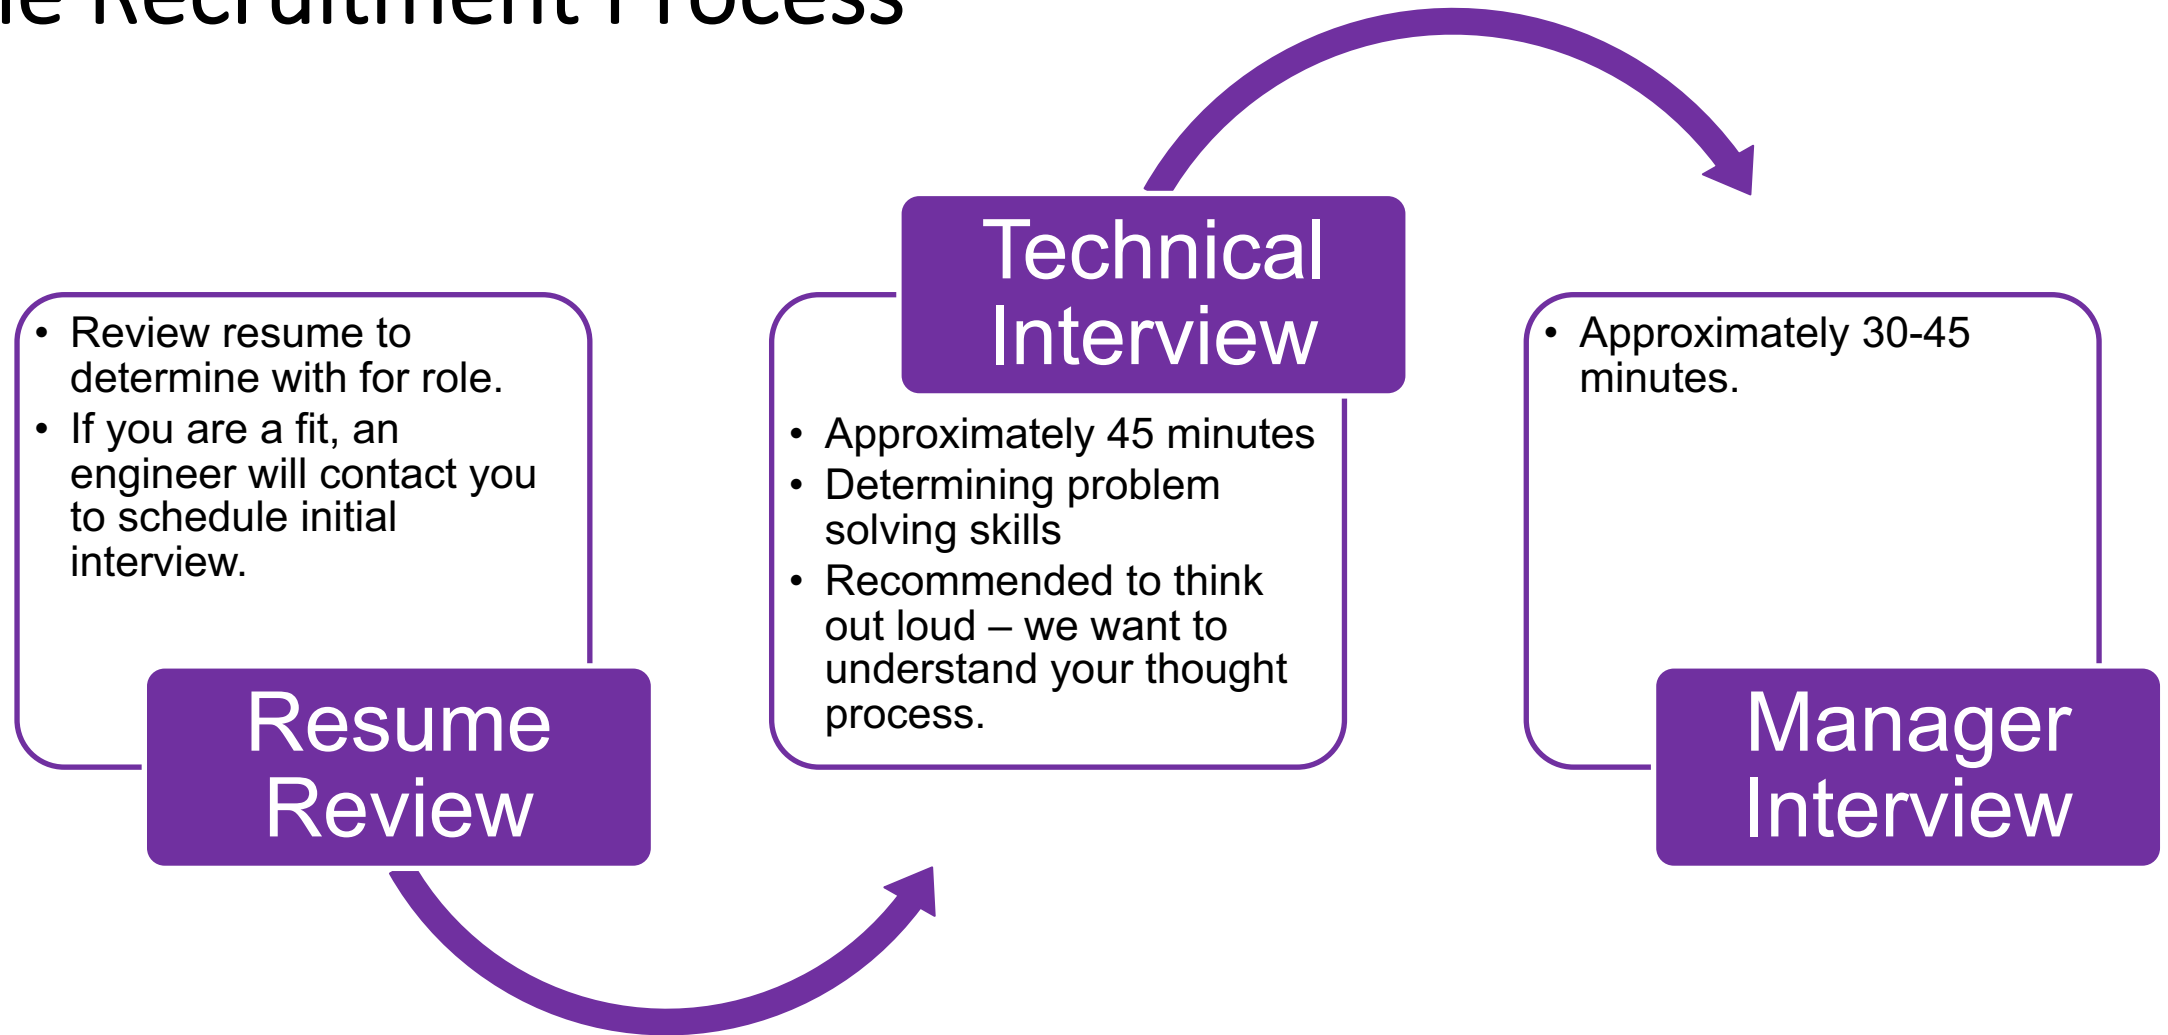 e Recruitment Process
• Review resume to
determine with for role.
• If you are a fit, an
engineer will contact you
to schedule initial
interview.
Resume
Review
Technical
Interview
• Approximately 45 minutes
• Determining problem
solving skills
• Recommended to think
out loud – we want to
understand your thought
process.
• Approximately 30-45
minutes.
Manager
Interview